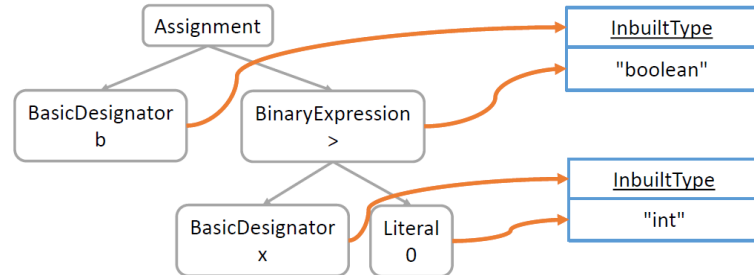 Assignment
InbuiltType
"boolean"
BasicDesignator
b
BinaryExpression
>
InbuiltType
"int"
BasicDesignator
x
Literal
0